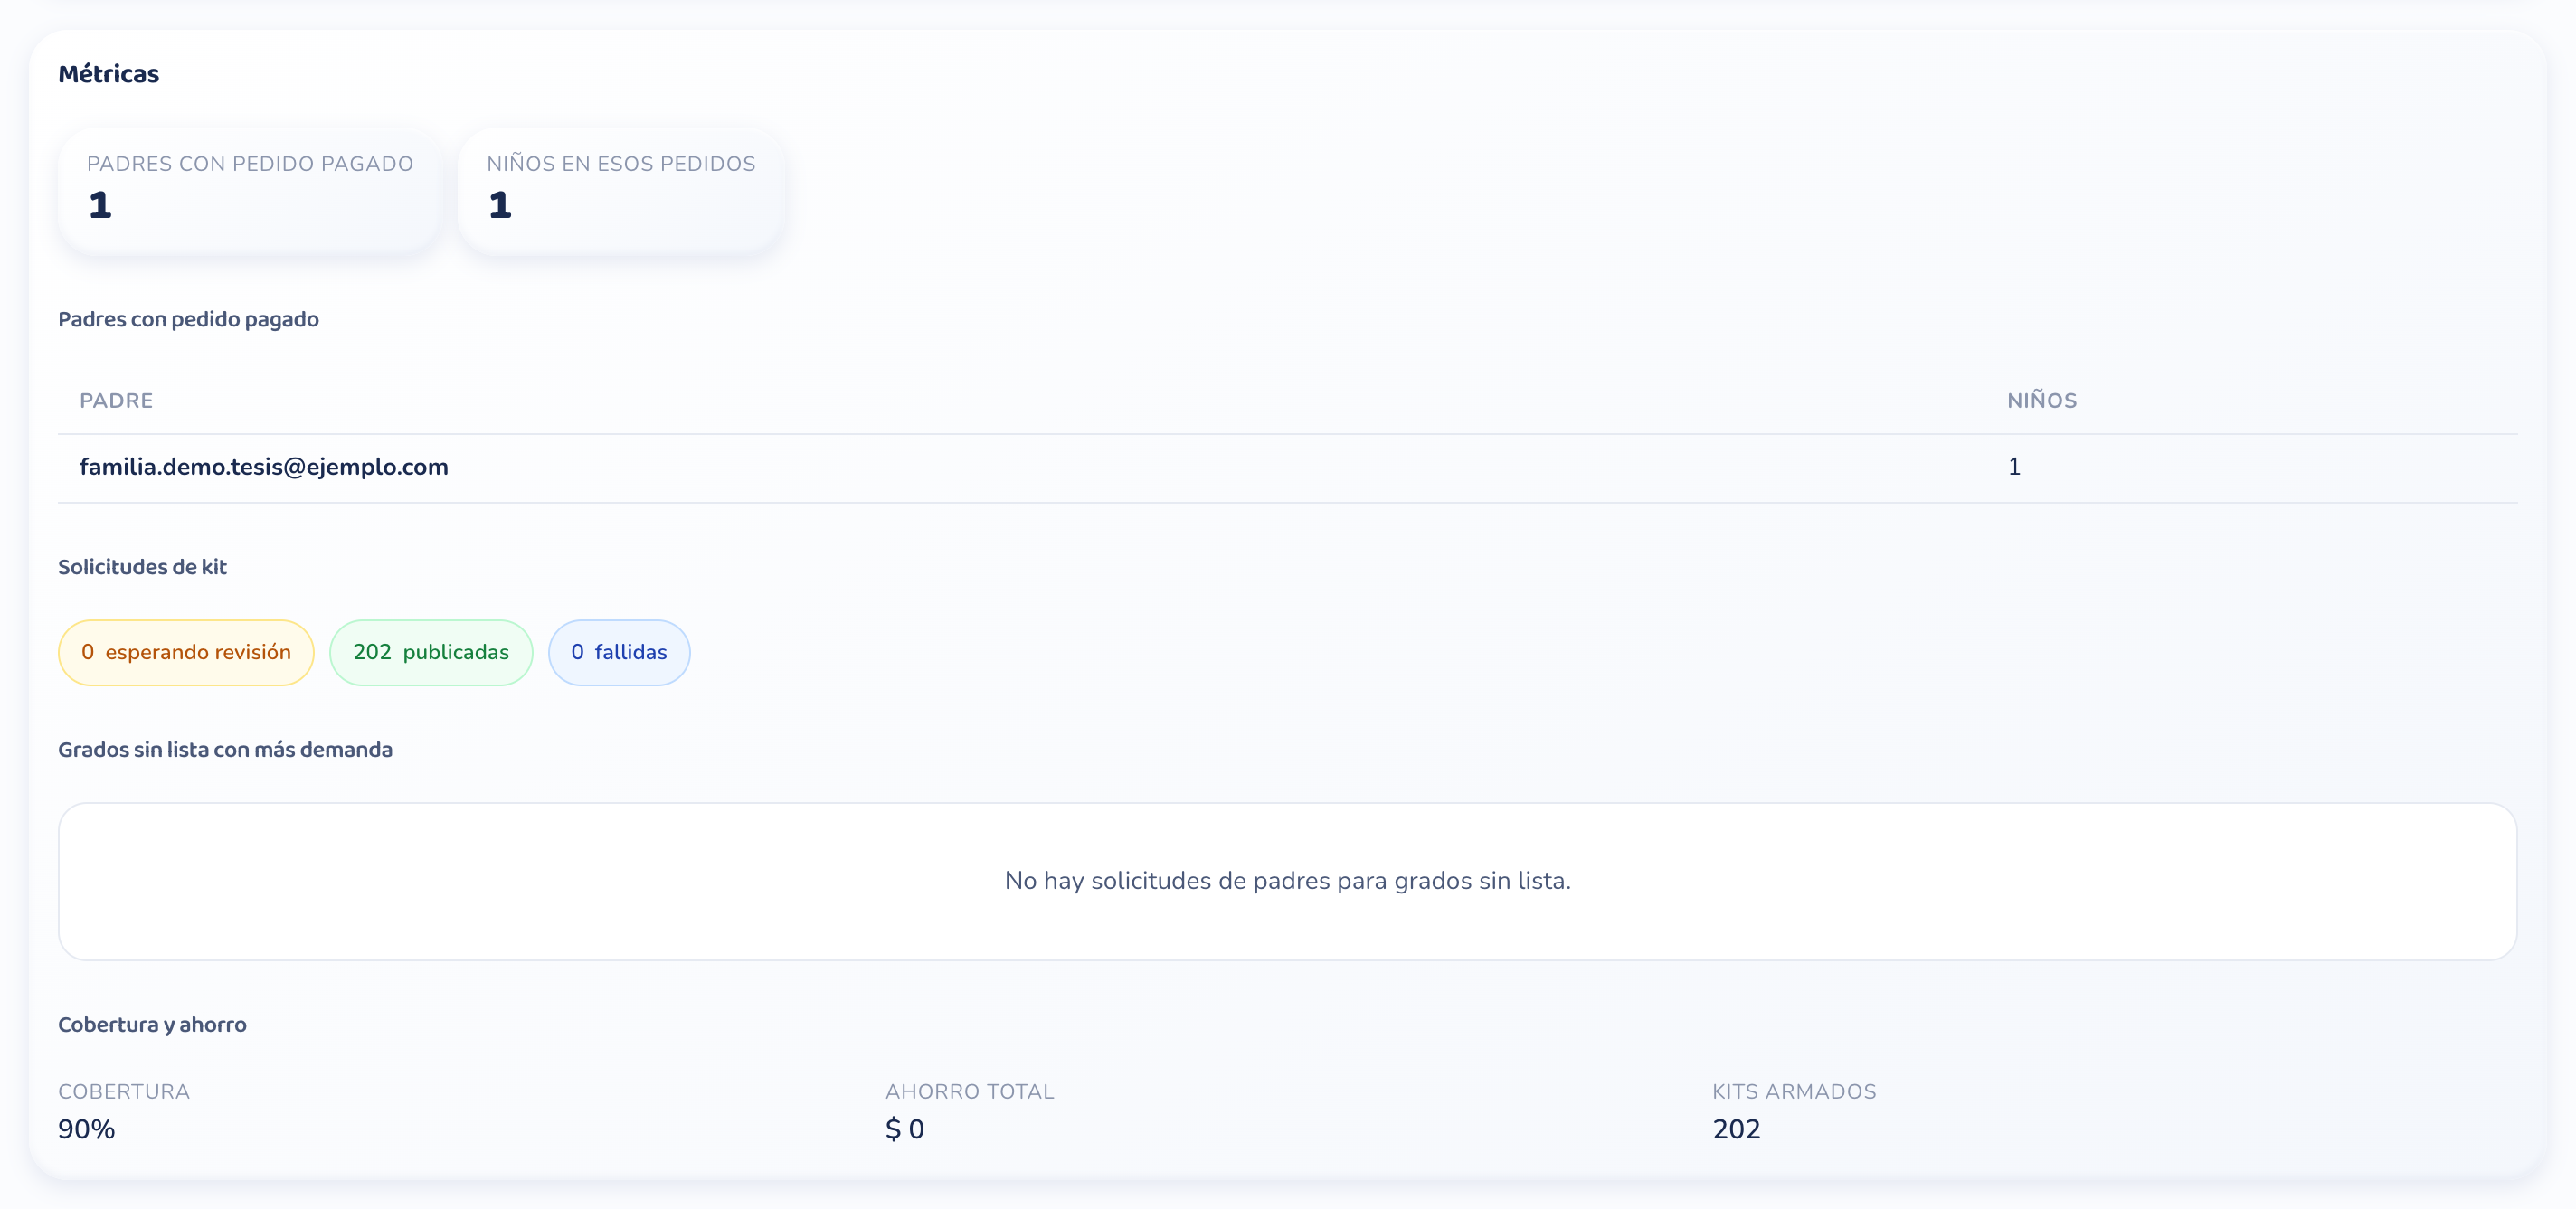 Métricas
PADRES CON PEDIDO PAGADO
1
NIÑOS EN ESOS PEDIDOS
1
Padres con pedido pagado
PADRE NIÑOS
familia.demo.tesis@ejemplo.com 1
Solicitudes de kit
0 esperando revisión 202 publicadas 0 fallidas
Grados sin lista con más demanda
No hay solicitudes de padres para grados sin lista.
Cobertura y ahorro
COBERTURA AHORRO TOTAL KITS ARMADOS
90% $ 0 202